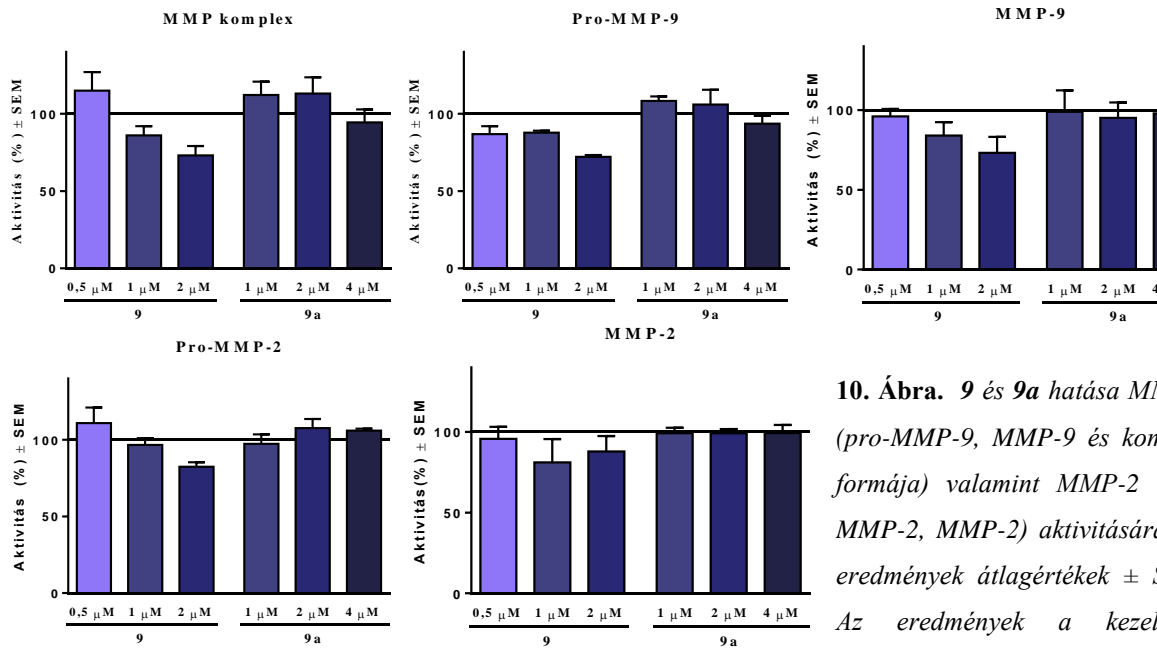 MMP komplex
Aktivitás (%) ± SEM
100
50
0
0,5 µM 1 µM 2 µM 1 µM 2 µM 4 µM
9 9a
Pro-MMP-9
Aktivitás (%) ± SEM
100
50
0
0,5 µM 1 µM 2 µM 1 µM 2 µM 4 µM
9 9a
MMP-9
Aktivitás (%) ± SEM
100
50
0
0,5 µM 1 µM 2 µM 1 µM 2 µM 4
9 9a
Pro-MMP-2
Aktivitás (%) ± SEM
100
50
0
0,5 µM 1 µM 2 µM 1 µM 2 µM 4 µM
9 9a
MMP-2
Aktivitás(%) ± SEM
100
50
0
0,5 µM 1 µM 2 µM 1 µM 2 µM 4 µM
9 9a
10. Ábra. 9 és 9a hatása
(pro-MMP-9, MMP-9 és
formája) valamint MMP-2
MMP-2, MMP-2)
eredmények átlagértékek ±
Az eredmények a